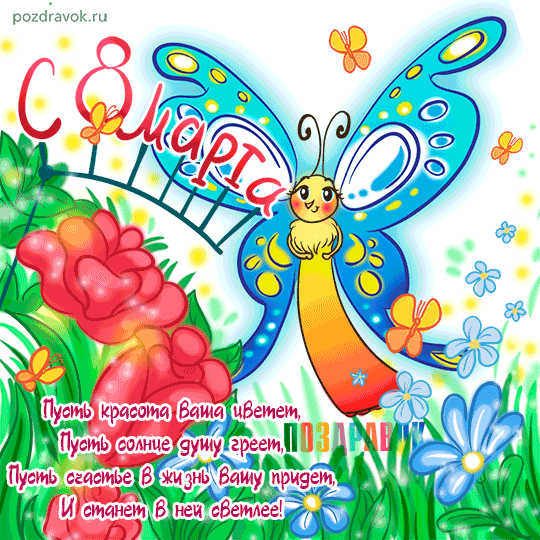 pozdravok.ru
С 8 марта
Пусть красота Ваша цветет,
Пусть солнце душу греет,
ПОЗДРАВОК
Пусть счастье в жизнь Вашу придет,
И станет в ней светлее!